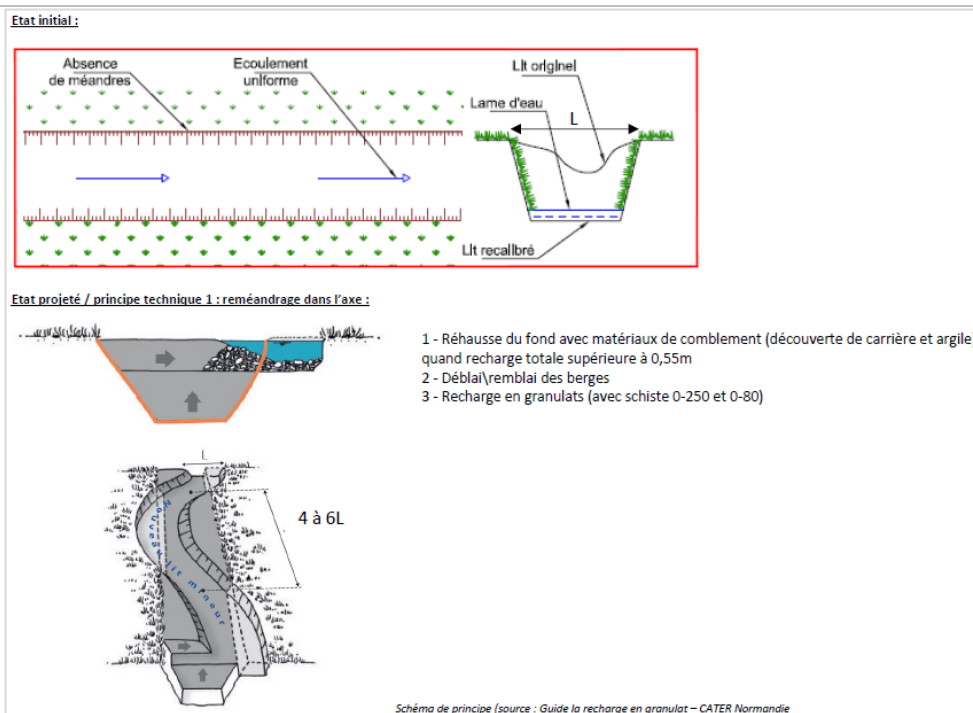 Etat initial :
Absence
de méandres
Ecoulement
uniforme
Lit originel
Lame d'eau
L
Lit recalibré
Etat projeté / principe technique 1 : reméandrage dans l'axe :
1 - Réhausse du fond avec matériaux de comblement (découverte de carrière et argile)
quand recharge totale supérieure à 0,55m
2 - Déblai\remblai des berges
3 - Recharge en granulats (avec schiste 0-250 et 0-80)
L
4 à 6L
Nouveau lit mineur
Schéma de principe (source : Guide la recharge en granulat – CATER Normandie